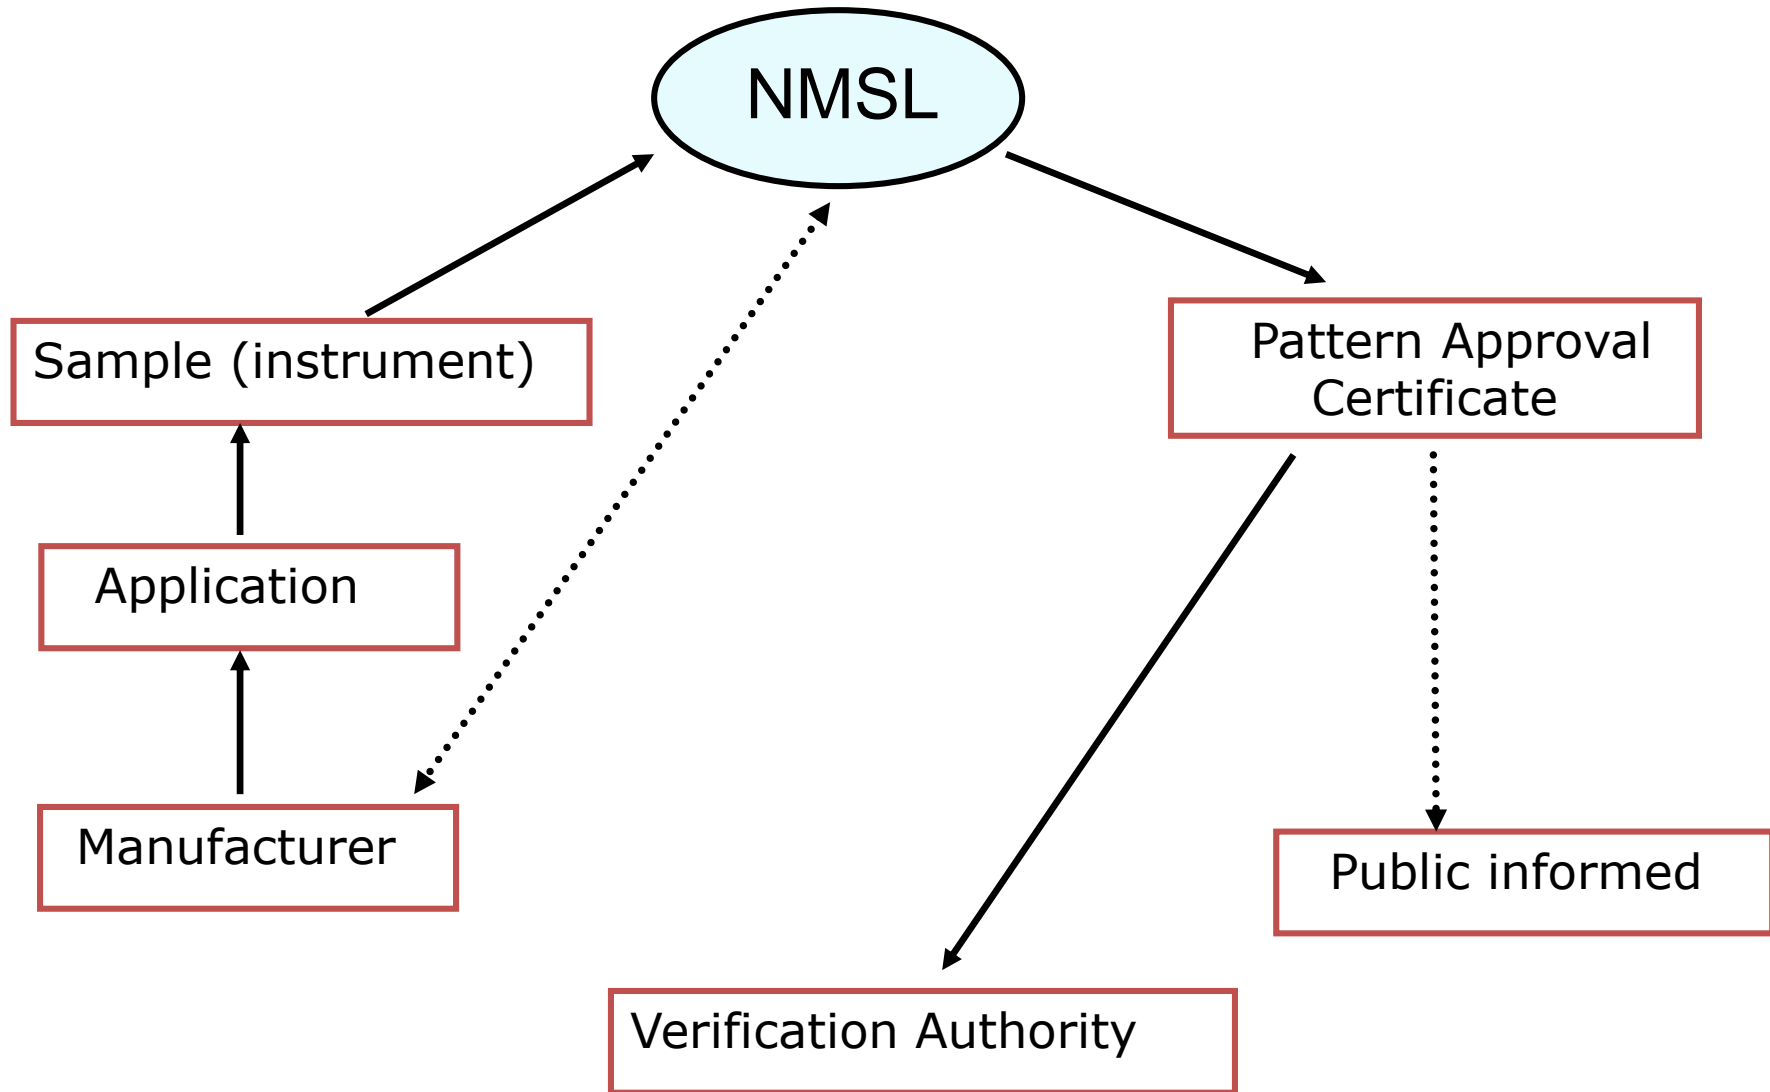 NMSL
Sample (instrument)
Pattern Approval
Certificate
Application
Manufacturer
Public informed
Verification Authority